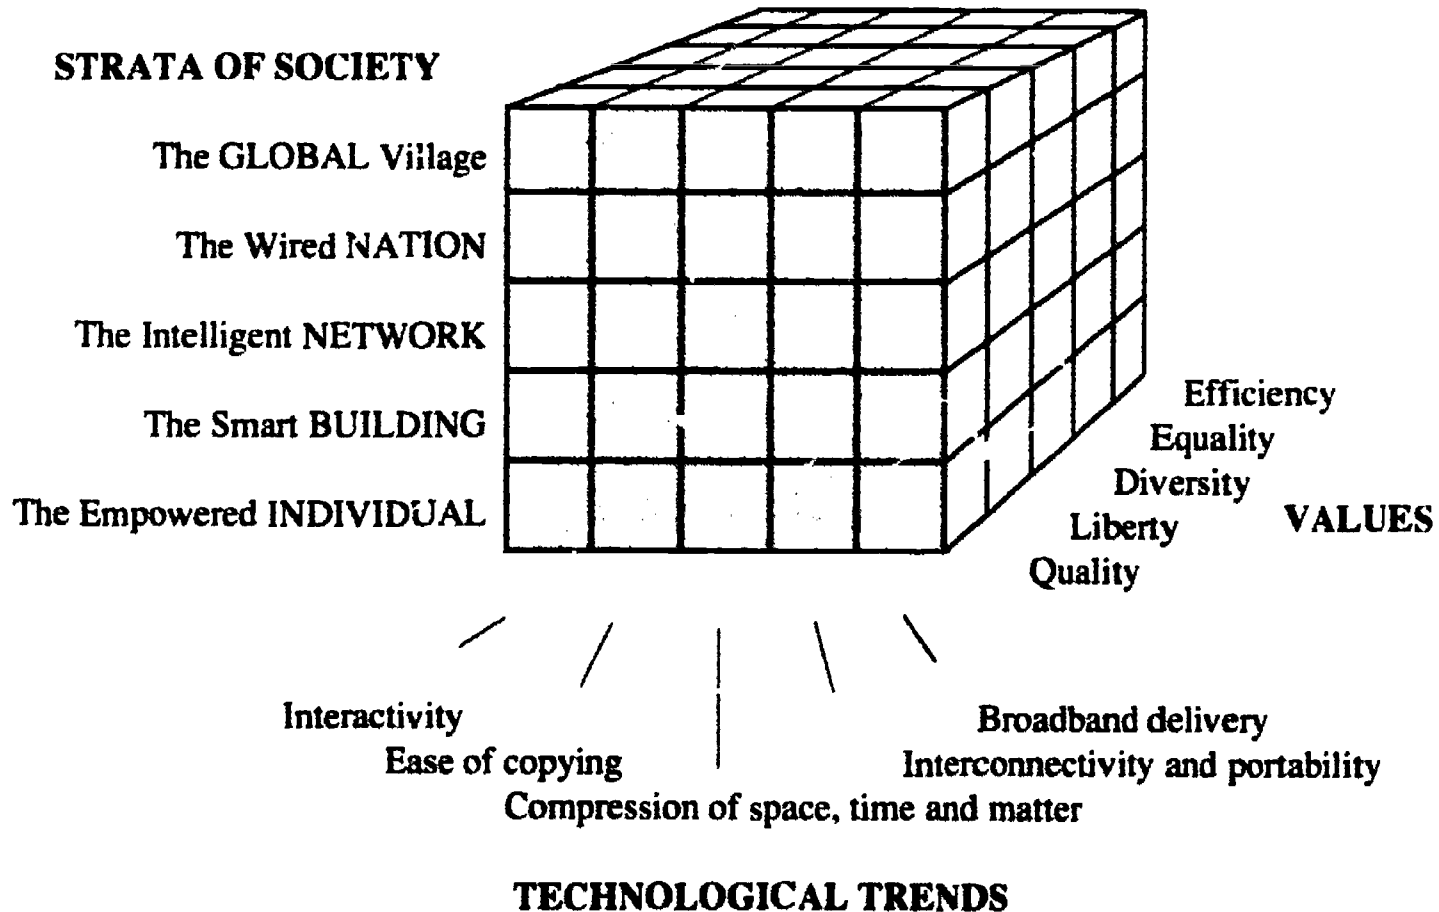 STRATA OF SOCIETY
The GLOBAL Village
The Wired NATION
The Intelligent NETWORK
The Smart BUILDING
The Empowered INDIVIDUAL
Efficiency
Equality
Diversity
Liberty
VALUES
Quality
Interactivity
Ease of copying
Compression of space, time and matter
Interconnectivity and portability
Broadband delivery
TECHNOLOGICAL TRENDS